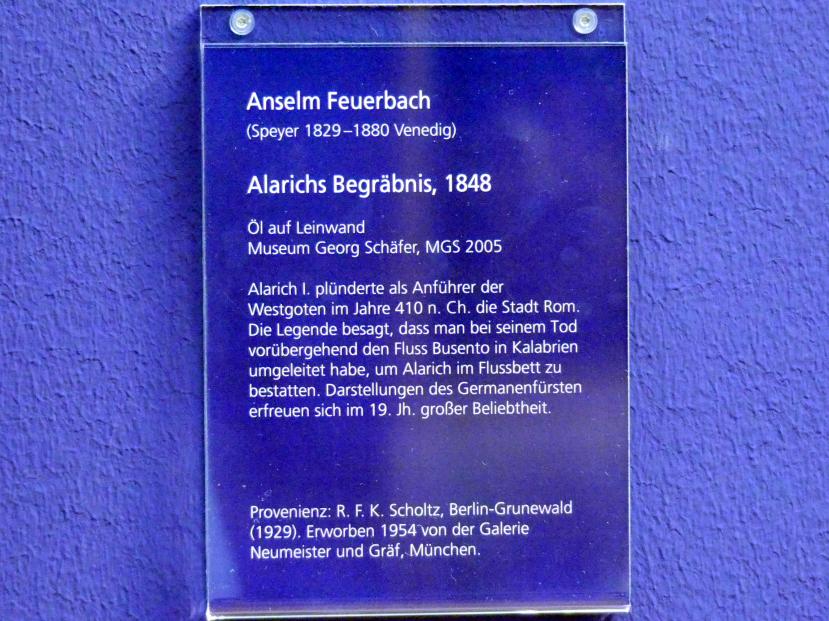 Anselm Feuerbach
(Speyer 1829–1880 Venedig)
Alarichs Begräbnis, 1848
Öl auf Leinwand
Museum Georg Schäfer, MGS 2005
Alarich I. plünderte als Anführer der
Westgoten im Jahre 410 n. Ch. die Stadt Rom.
Die Legende besagt, dass man bei seinem Tod
vorübergehend den Fluss Busento in Kalabrien
umgeleitet habe, um Alarich im Flussbett zu
bestatten. Darstellungen des Germanenfürsten
erfreuen sich im 19. Jh. großer Beliebtheit.
Provenienz: R. F. K. Scholtz, Berlin-Grunewald
(1929). Erworben 1954 von der Galerie
Neumeister und Gräf, München.